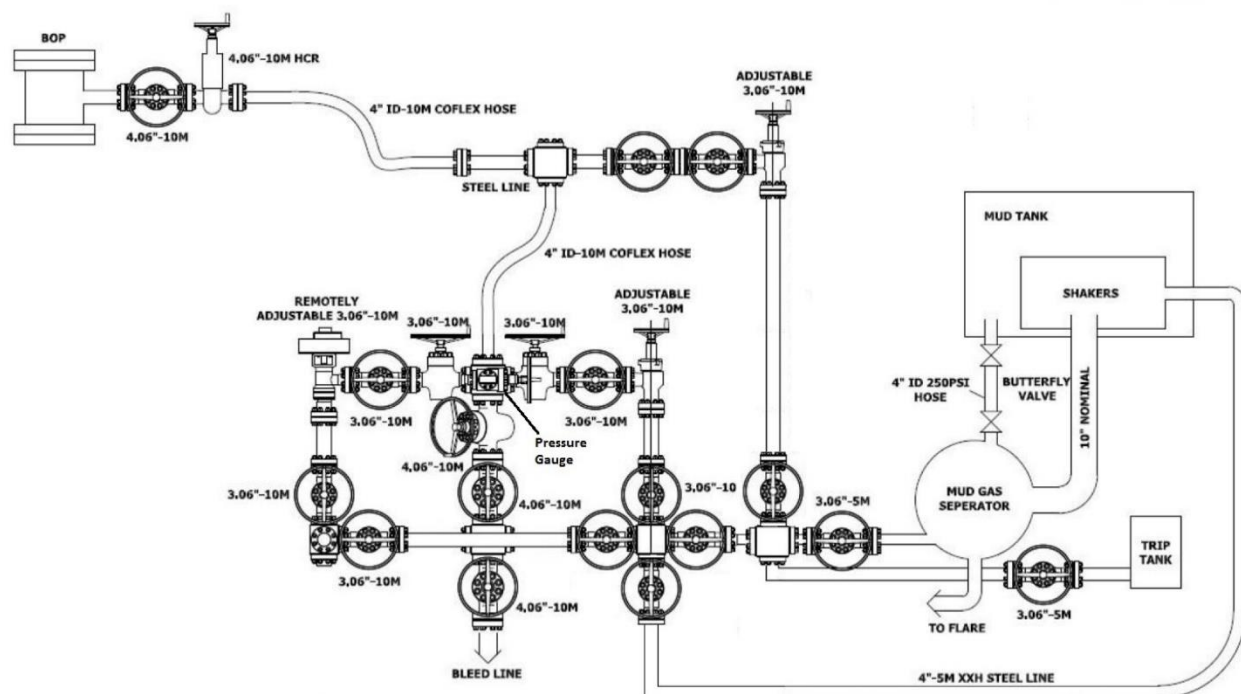 BOP
4.06"-10M HCR
4.06"-10M
4" ID-10M COFLEX HOSE
STEEL LINE
ADJUSTABLE
3.06"-10M
4" ID-10M COFLEX HOSE
MUD TANK
SHAKERS
REMOTELY
ADJUSTABLE 3.06"-10M
3.06"-10M
3.06"-10M
ADJUSTABLE
3.06"-10M
4" ID 250PSI
HOSE
BUTTERFLY
VALVE
10" NOMINAL
3.06"-10M
3.06"-10M
Pressure
Gauge
4.06"-10M
3.06"-10M
4.06"-10M
3.06"-10
3.06"-5M
MUD GAS
SEPERATOR
TRIP
TANK
3.06"-10M
4.06"-10M
TO FLARE
3.06"-5M
BLEED LINE
4"-5M XXH STEEL LINE